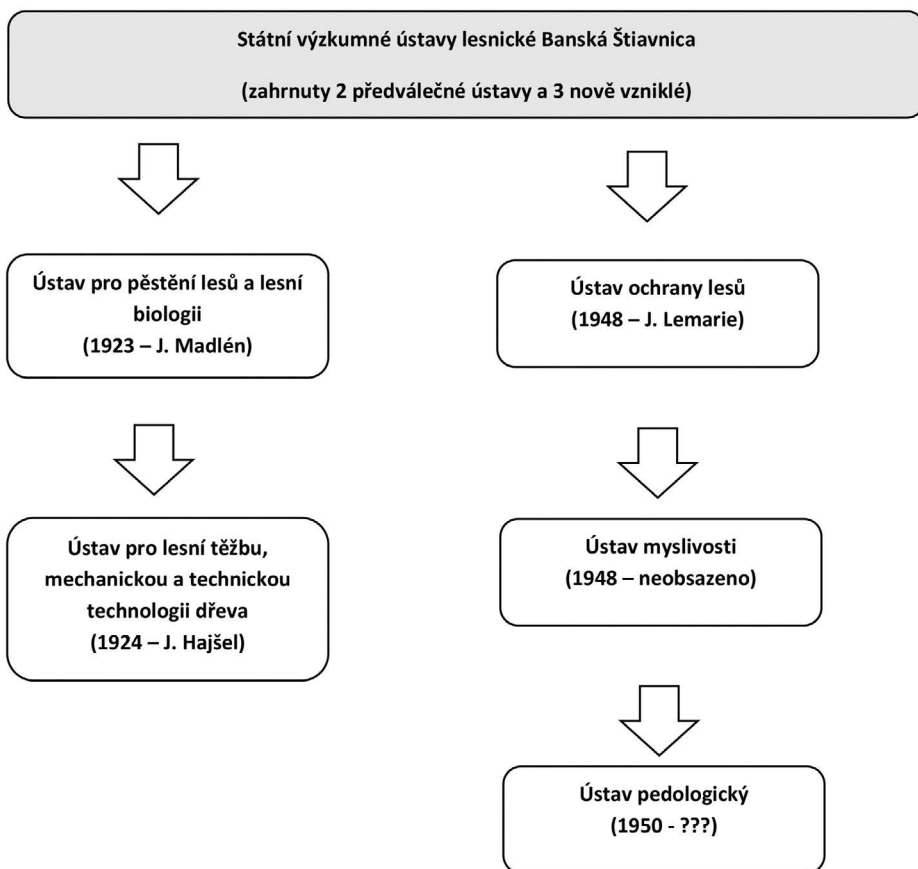 Státní výzkumné ústavy lesnické Banská Štiavnica
(zahrnuty 2 předválečné ústavy a 3 nově vzniklé)
Ústav pro pěstění lesů a lesní
biologii
(1923 – J. Madlén)
Ústav pro lesní těžbu,
mechanickou a technickou
technologii dřeva
(1924 – J. Hajšel)
Ústav ochrany lesů
(1948 – J. Lemarie)
Ústav myslivosti
(1948 – neobsazeno)
Ústav pedologický
(1950 - ???)